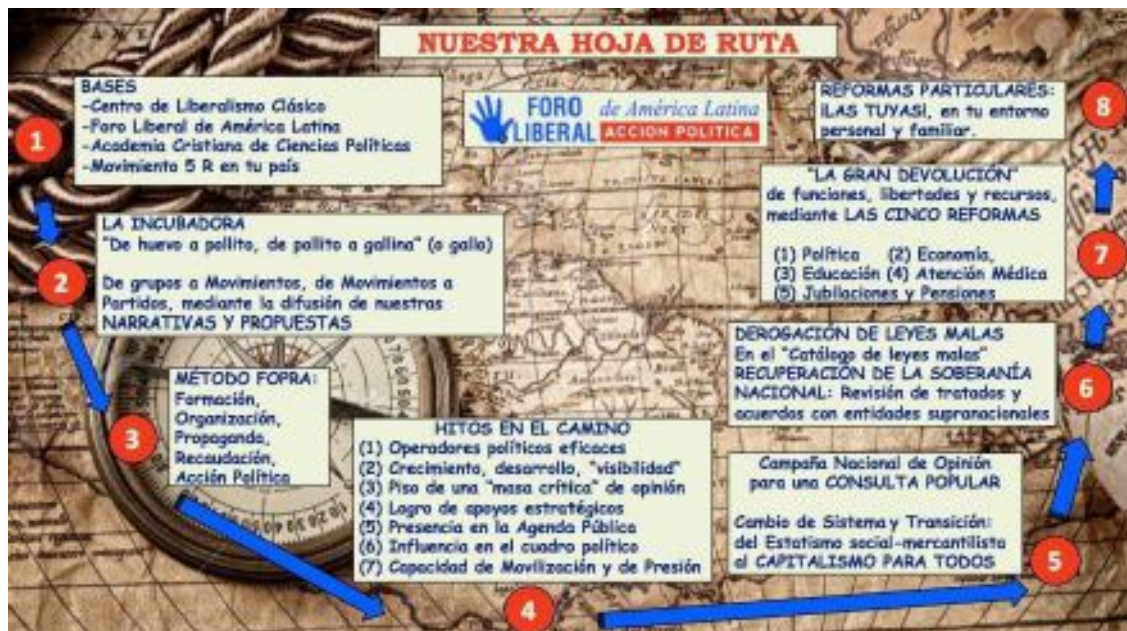 NUESTRA HOJA DE RUTA
1
BASES
-Centro de Liberalismo Clásico
-Foro Liberal de América Latina
-Academia Cristiana de Ciencias Políticas
-Movimiento 5 R en tu país
FORO LIBERAL
de América Latina
ACCION POLITICA
2
LA INCUBADORA
"De huevo a pollito, de pollito a gallina" (o gallo)
De grupos a Movimientos, de Movimientos a
Partidos, mediante la difusión de nuestras
NARRATIVAS Y PROPUESTAS
3
MÉTODO FOPRA:
Formación,
Organización,
Propaganda,
Recaudación,
Acción Política
HITOS EN EL CAMINO
(1) Operadores políticos eficaces
(2) Crecimiento, desarrollo, "visibilidad"
(3) Piso de una "masa crítica" de opinión
(4) Logro de apoyos estratégicos
(5) Presencia en la Agenda Pública
(6) Influencia en el cuadro político
(7) Capacidad de Movilización y de Presión
4
Campaña Nacional de Opinión
para una CONSULTA POPULAR
Cambio de Sistema y Transición:
del Estatismo social-mercantilista
al CAPITALISMO PARA TODOS
5
DEROGACIÓN DE LEYES MALAS
En el "Catálogo de leyes malas"
RECUPERACIÓN DE LA SOBERANÍA
NACIONAL: Revisión de tratados y
acuerdos con entidades supranacionales
6
"LA GRAN DEVOLUCIÓN"
de funciones, libertades y recursos,
mediante LAS CINCO REFORMAS
(1) Política (2) Economía,
(3) Educación (4) Atención Médica
(5) Jubilaciones y Pensiones
7
REFORMAS PARTICULARES:
¡LAS TUYAS!, en tu entorno
personal y familiar.
8